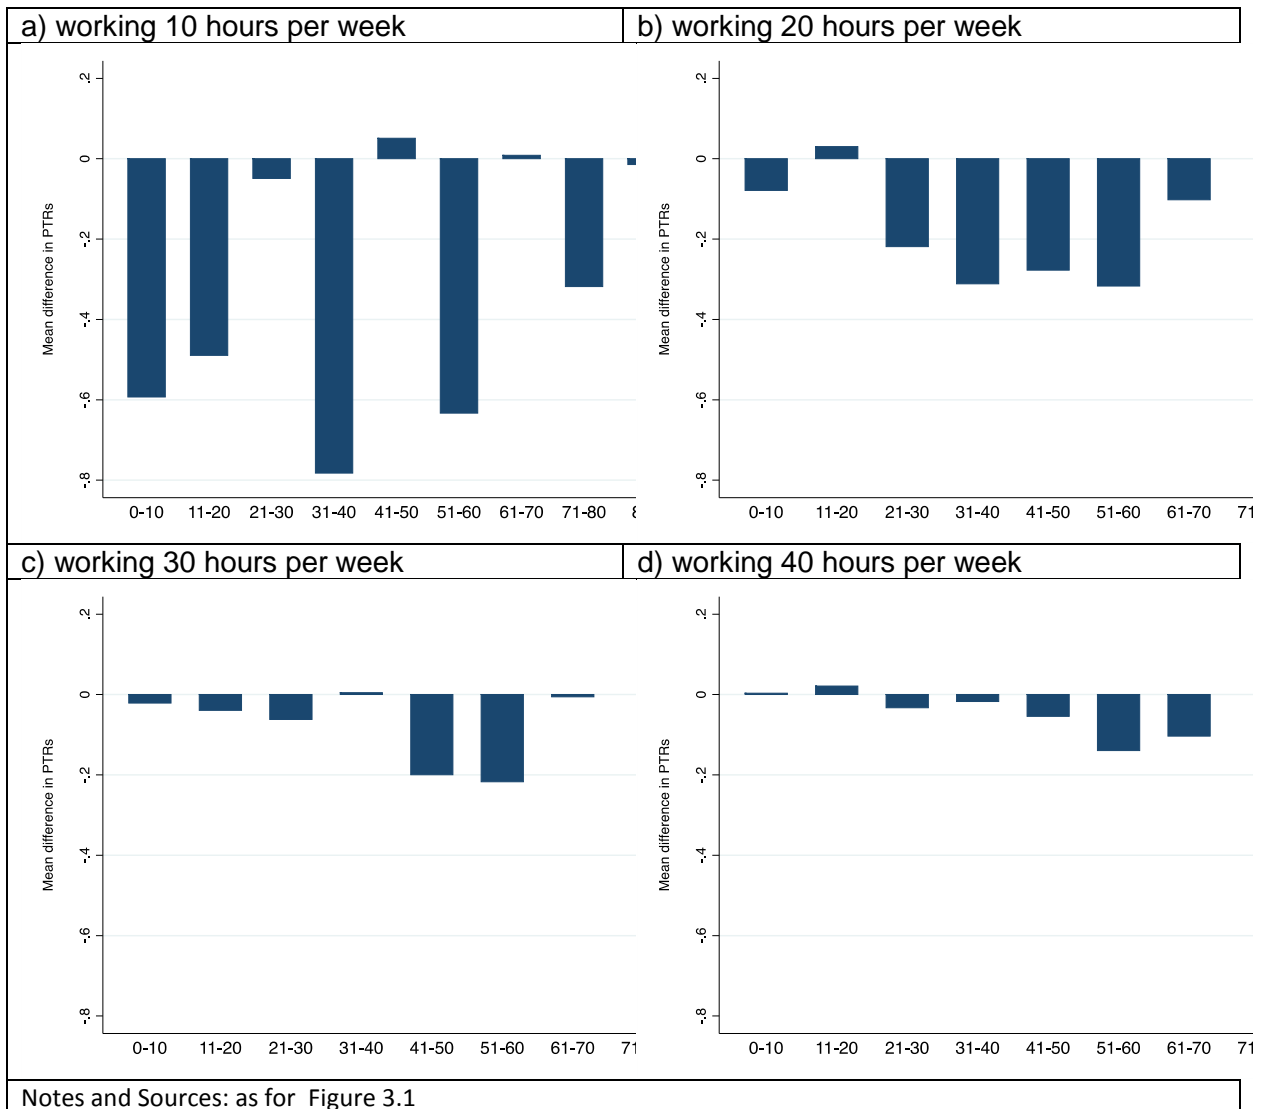 a) working 10 hours per week
b) working 20 hours per week
Mean difference in PTRs
.2
0
-.2
-.4
-.6
-.8
0-10 11-20 21-30 31-40 41-50 51-60 61-70 71-80
Mean difference in PTRs
.2
0
-.2
-.4
-.6
-.8
0-10 11-20 21-30 31-40 41-50 51-60 61-70 71
c) working 30 hours per week
d) working 40 hours per week
Mean difference in PTRs
.2
0
-.2
-.4
-.6
-.8
0-10 11-20 21-30 31-40 41-50 51-60 61-70 71
Mean difference in PTRs
.2
0
-.2
-.4
-.6
-.8
0-10 11-20 21-30 31-40 41-50 51-60 61-70 71
Notes and Sources: as for Figure 3.1